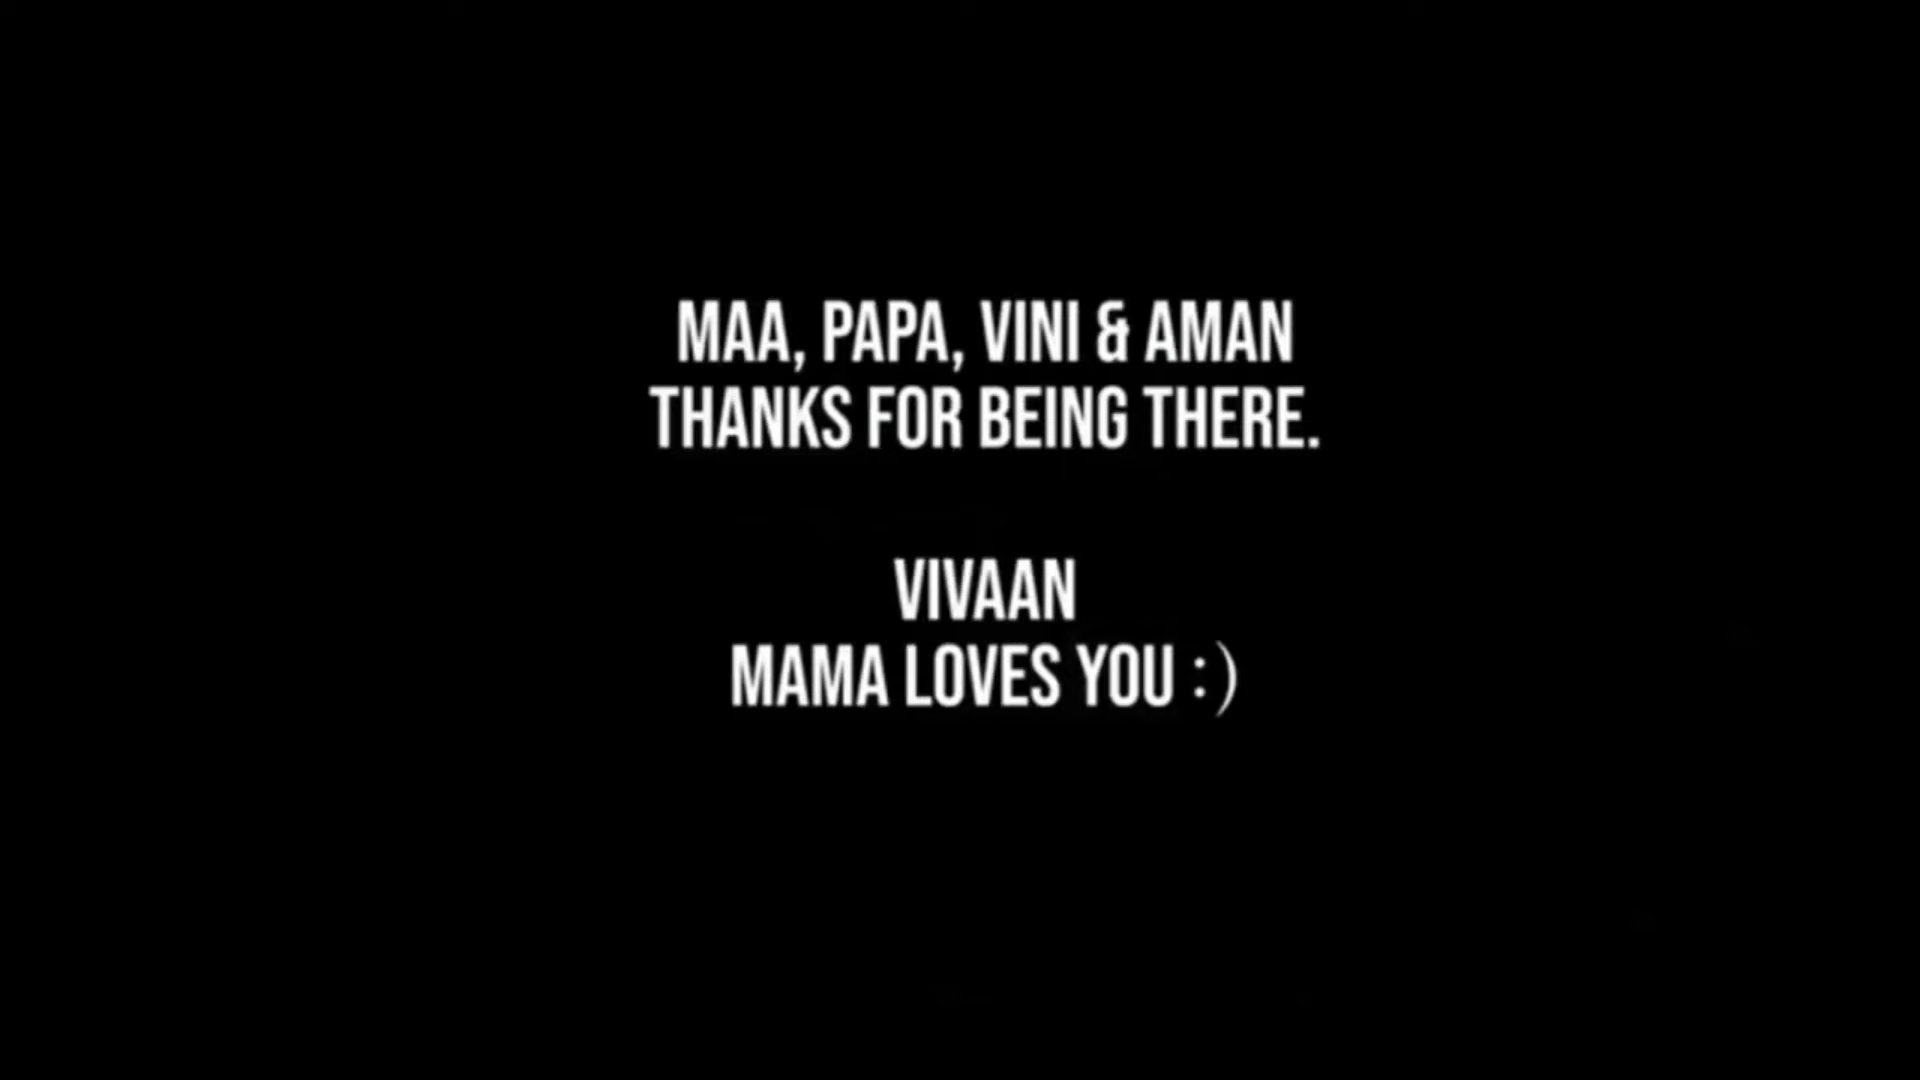 MAA, PAPA, VINI & AMAN
THANKS FOR BEING THERE.
VIVAAN
MAMA LOVES YOU :)